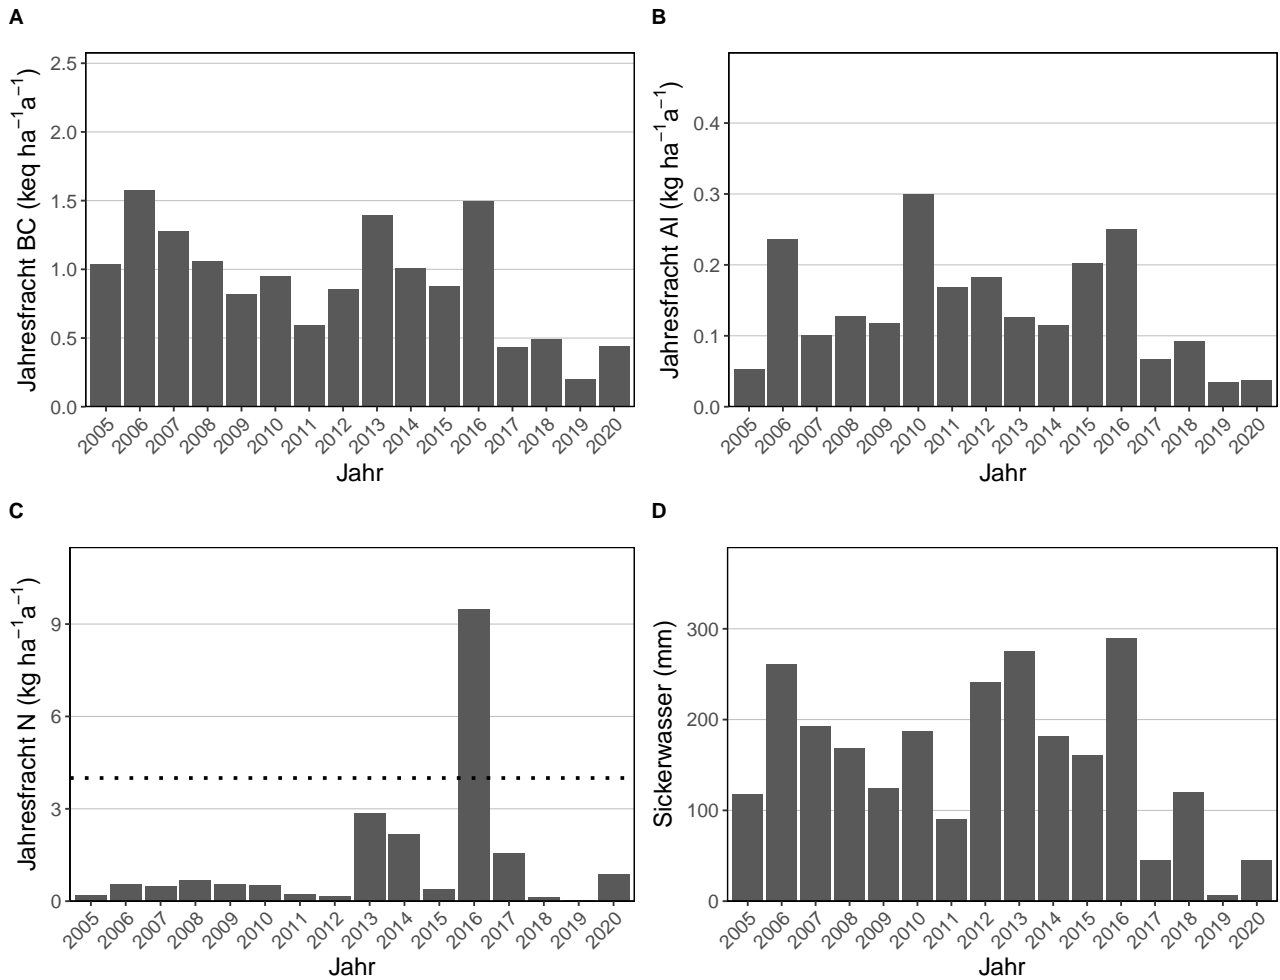 A
Jahresfracht BC (keq ha⁻¹a⁻¹)
2.5
2.0
1.5
1.0
0.5
0.0
2005 2006 2007 2008 2009 2010 2011 2012 2013 2014 2015 2016 2017 2018 2019 2020
Jahr
B
Jahresfracht Al (kg ha⁻¹a⁻¹)
0.4
0.3
0.2
0.1
0.0
2005 2006 2007 2008 2009 2010 2011 2012 2013 2014 2015 2016 2017 2018 2019 2020
Jahr
C
Jahresfracht N (kg ha⁻¹a⁻¹)
9
6
3
0
2005 2006 2007 2008 2009 2010 2011 2012 2013 2014 2015 2016 2017 2018 2019 2020
Jahr
D
Sickerwasser (mm)
300
200
100
0
2005 2006 2007 2008 2009 2010 2011 2012 2013 2014 2015 2016 2017 2018 2019 2020
Jahr